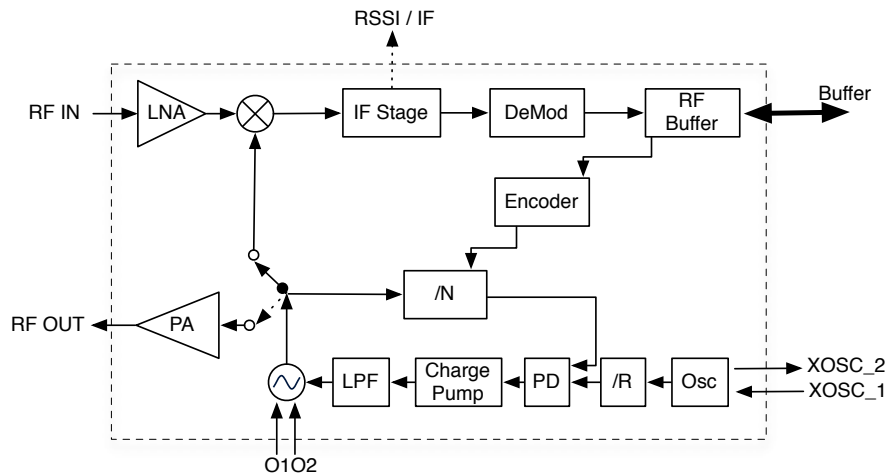 RSSI / IF
RF IN
LNA
IF Stage
DeMod
RF
Buffer
Buffer
Encoder
/N
RF OUT
PA
LPF
Charge
Pump
PD
/R
Osc
XOSC_2
XOSC_1
O1O2